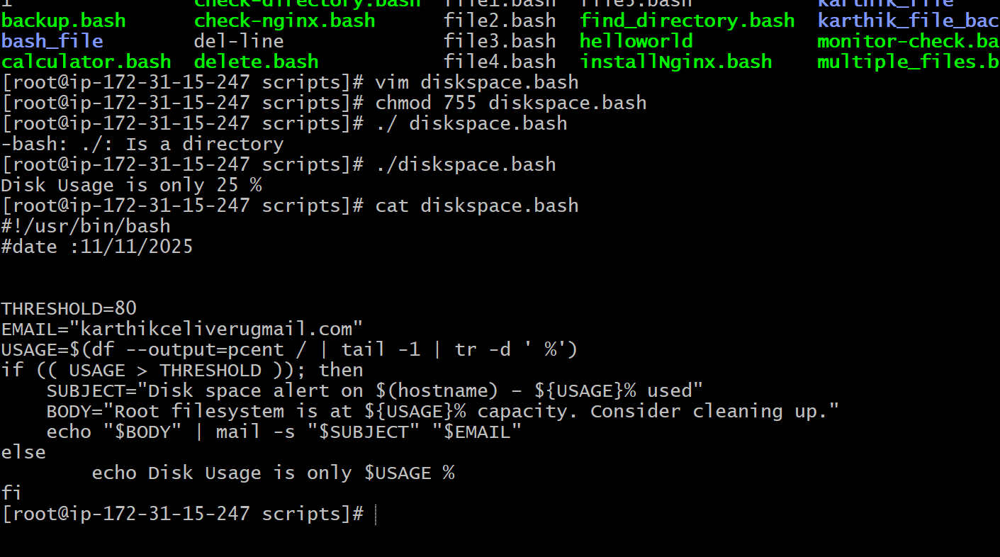 1 check-directory.bash file1.bash file5.bash karthik_file
backup.bash check-nginx.bash file2.bash find_directory.bash karthik_file_bac
bash_file del-line file3.bash helloworld monitor-check.ba
calculator.bash delete.bash file4.bash installNginx.bash multiple_files.b
[root@ip-172-31-15-247 scripts]# vim diskspace.bash
[root@ip-172-31-15-247 scripts]# chmod 755 diskspace.bash
[root@ip-172-31-15-247 scripts]# ./ diskspace.bash
-bash: ./: Is a directory
[root@ip-172-31-15-247 scripts]# ./diskspace.bash
Disk Usage is only 25 %
[root@ip-172-31-15-247 scripts]# cat diskspace.bash
#!/usr/bin/bash
#date :11/11/2025
THRESHOLD=80
EMAIL="karthikceliverugmail.com"
USAGE=$(df --output=pcent / | tail -1 | tr -d ' %')
if (( USAGE > THRESHOLD )); then
    SUBJECT="Disk space alert on $(hostname) – ${USAGE}% used"
    BODY="Root filesystem is at ${USAGE}% capacity. Consider cleaning up."
    echo "$BODY" | mail -s "$SUBJECT" "$EMAIL"
else
        echo Disk Usage is only $USAGE %
fi
[root@ip-172-31-15-247 scripts]#